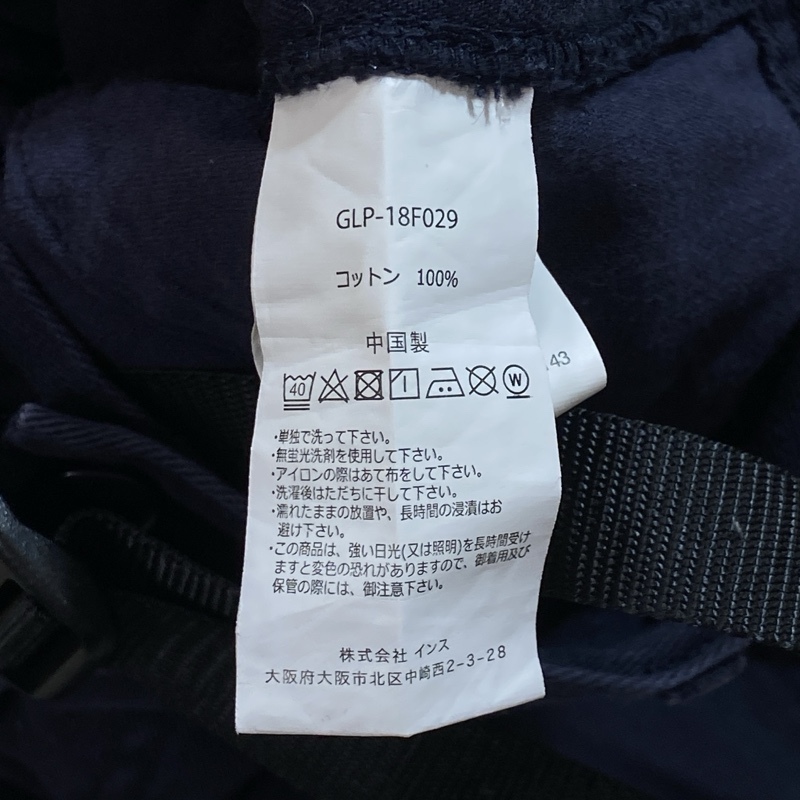 GLP-18F029
コットン 100%
中国製
40 W
・単独で洗って下さい。
・無蛍光洗剤を使用して下さい。
・アイロンの際はあて布をして下さい。
・洗濯後はただちに干して下さい。
・濡れたままの放置や、長時間の浸漬はお
避け下さい。
・この商品は、強い日光(又は照明)を長時間受け
ますと変色の恐れがありますので、御着用及び
保管の際には、御注意下さい。
株式会社 インス
大阪府大阪市北区中崎西2-3-28
43